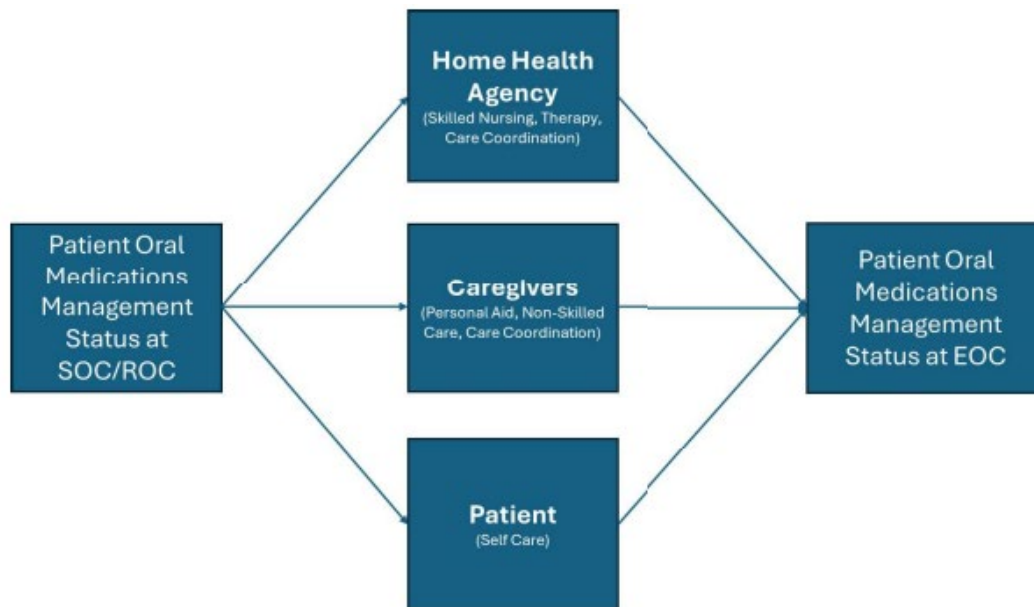 Home Health
Agency
(Skilled Nursing, Therapy,
Care Coordination)
Patient Oral
Medications
Management
Status at
SOC/ROC
Caregivers
(Personal Aid, Non-Skilled
Care, Care Coordination)
Patient Oral
Medications
Management
Status at EOC
Patient
(Self Care)